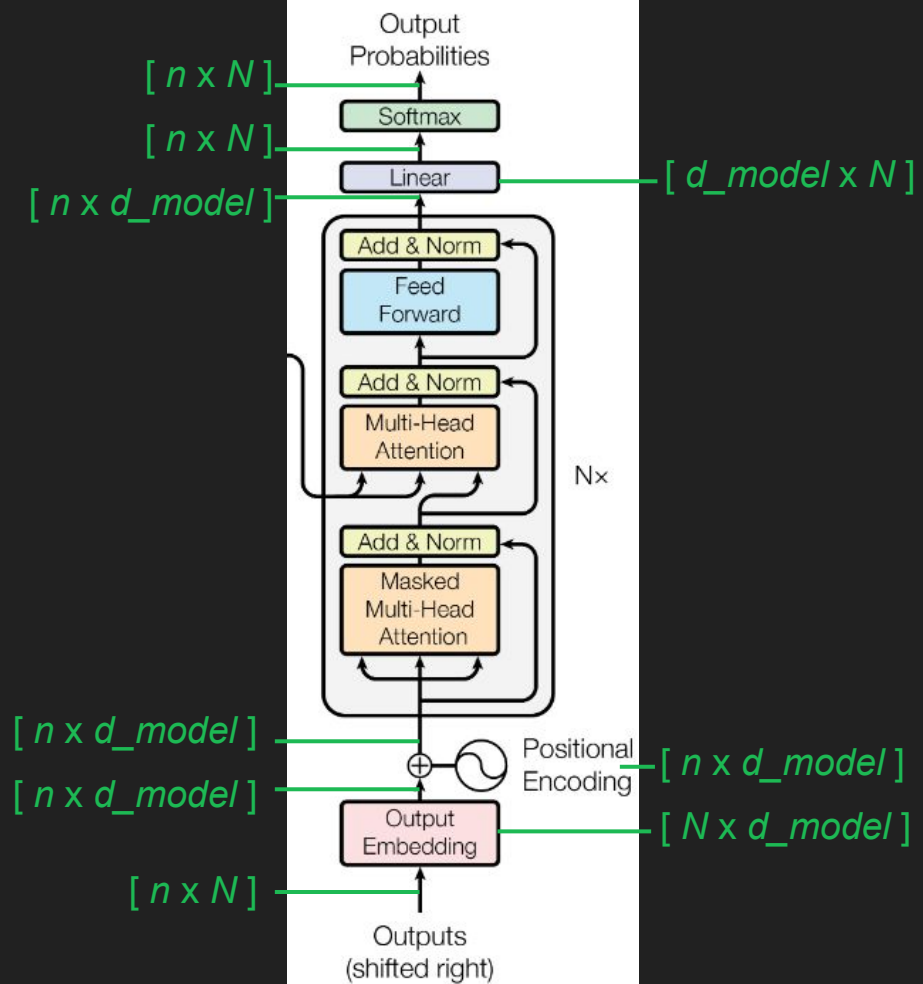 Output
Probabilities
[ n x N ]
Softmax
[ n x N ]
Linear
[ d_model x N ]
[ n x d_model ]
Add & Norm
Feed
Forward
Add & Norm
Multi-Head
Attention
N×
Add & Norm
Masked
Multi-Head
Attention
[ n x d_model ]
Positional
Encoding
[ n x d_model ]
[ n x d_model ]
Output
Embedding
[ N x d_model ]
[ n x N ]
Outputs
(shifted right)